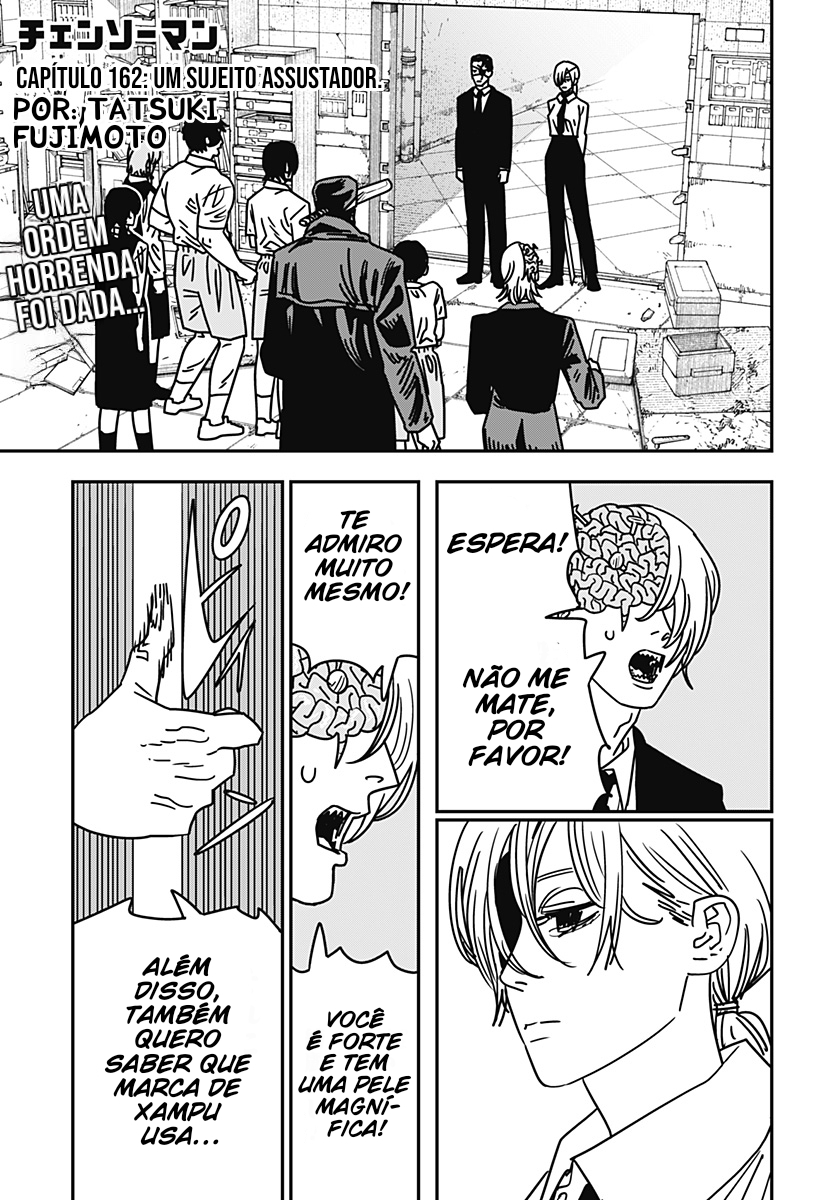 チェンソーマン
CAPÍTULO 162: UM SUJEITO ASSUSTADOR.
POR: TATSUKI
FUJIMOTO
UMA
ORDEM
HORRENDA
FOI DADA...
ESPERA!
NÃO ME
MATE,
POR
FAVOR!
TE
ADMIRO
MUITO
MESMO!
VOCÊ
É FORTE
E TEM
UMA PELE
MAGNÍ-
FICA!
ALÉM
DISSO,
TAMBÉM
QUERO
SABER QUE
MARCA DE
XAMPU
USA...